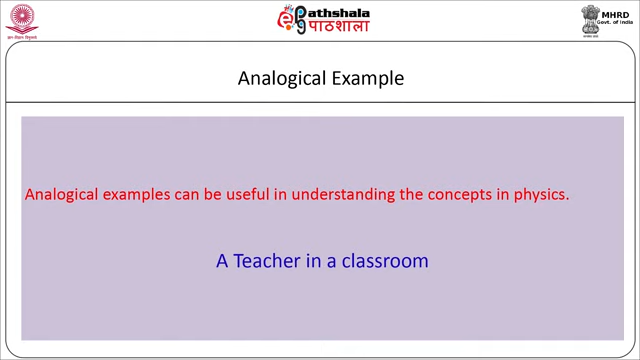 Pathshala
पाठशाला
MHRD
Govt. of India
Analogical Example
Analogical examples can be useful in understanding the concepts in physics.
A Teacher in a classroom